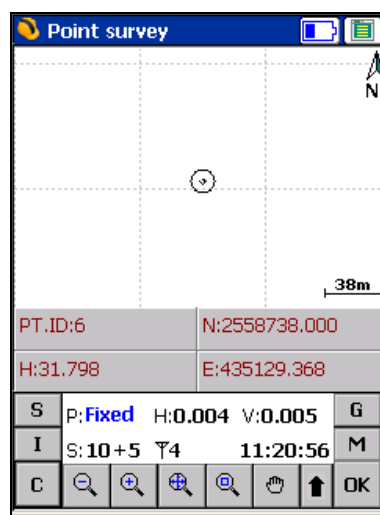 Point survey
N
38m
PT.ID:6 N:2558738.000
H:31.798 E:435129.368
S P:Fixed H:0.004 V:0.005 G
I S:10+5 4 11:20:56 M
C OK